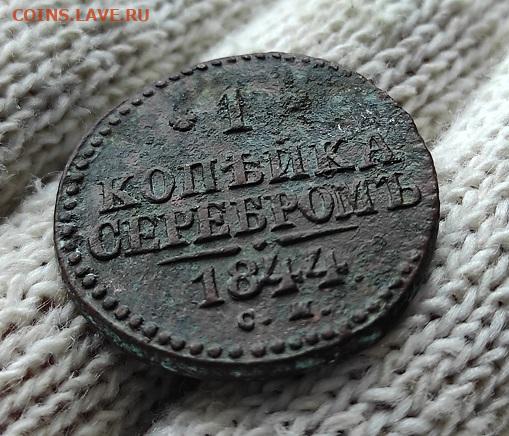 COINS.LAVE.RU
1
КОПѢЙКА
СЕРЕБРОМЪ
1844.
С. М.